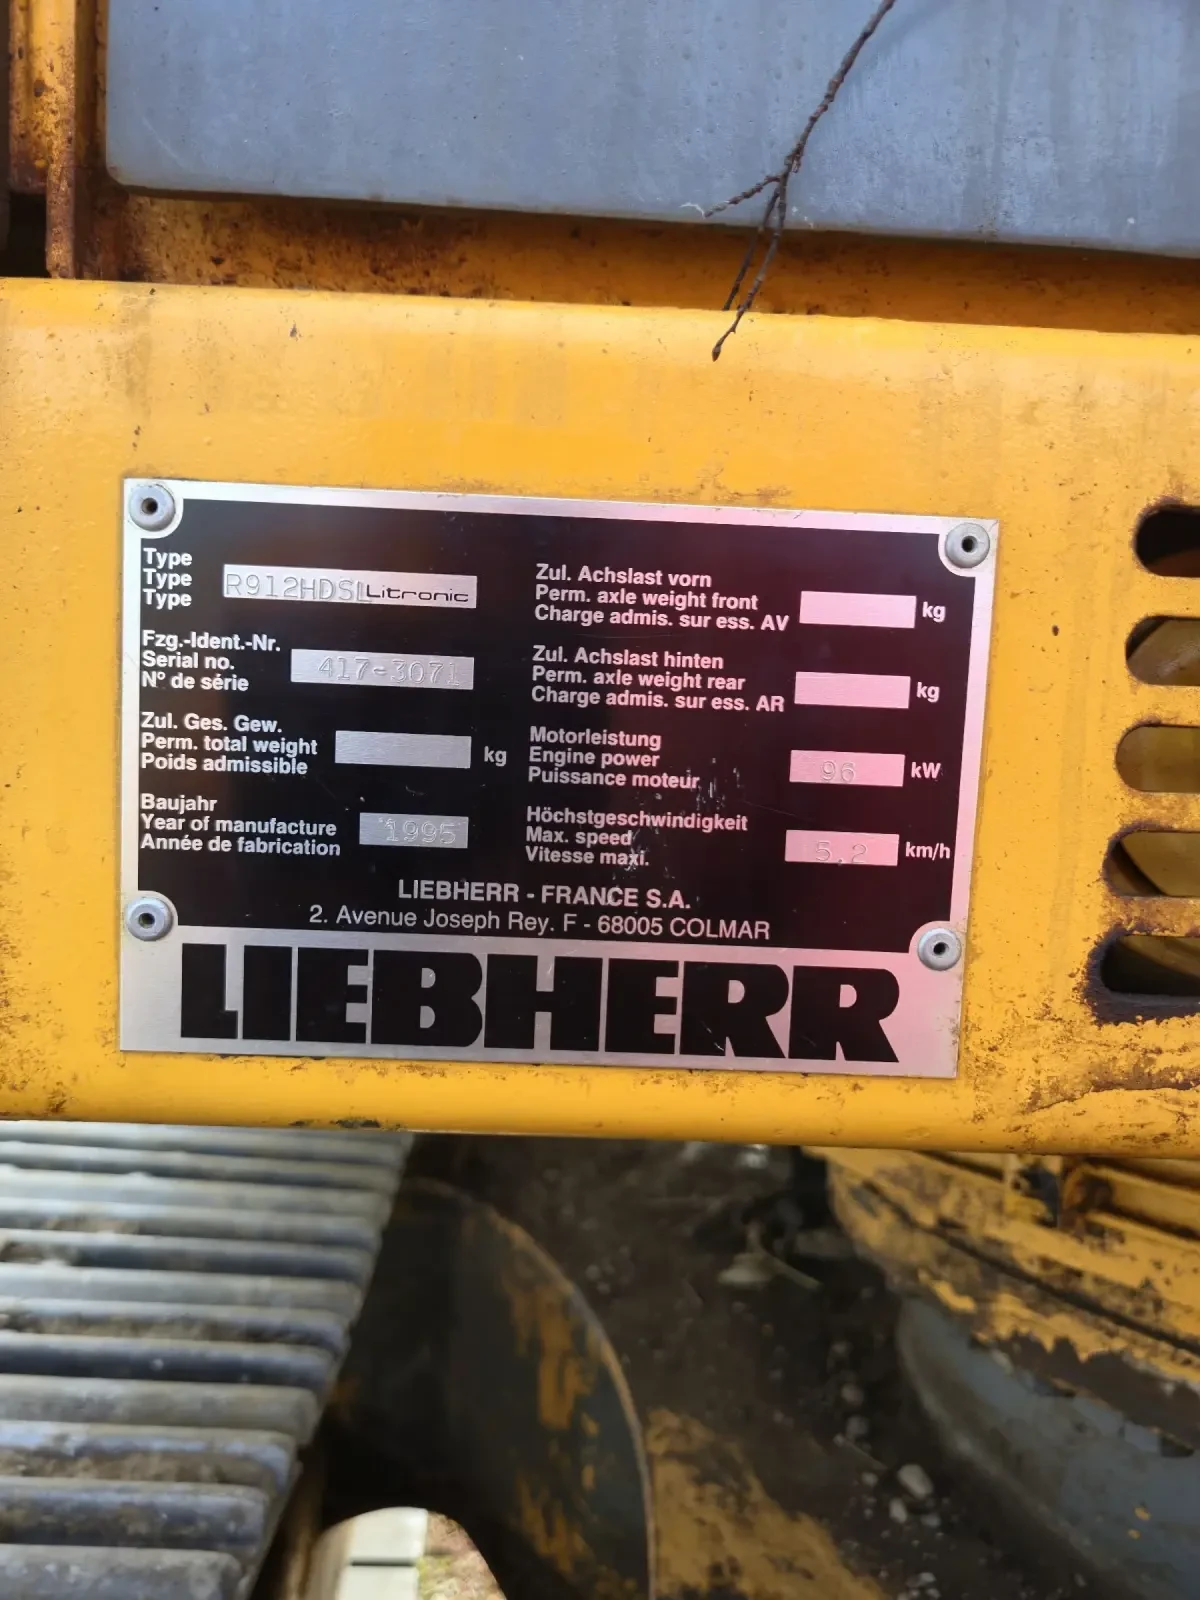 Type
Type
Type
R912HDSL Litronic
Fzg.-Ident.-Nr.
Serial no.
N° de série
417-3071
Zul. Ges. Gew.
Perm. total weight
Poids admissible
kg
Baujahr
Year of manufacture
Année de fabrication
1995
Zul. Achslast vorn
Perm. axle weight front
Charge admis. sur ess. AV
kg
Zul. Achslast hinten
Perm. axle weight rear
Charge admis. sur ess. AR
kg
Motorleistung
Engine power
Puissance moteur
96 kW
Höchstgeschwindigkeit
Max. speed
Vitesse maxi.
5,2 km/h
LIEBHERR - FRANCE S.A.
2. Avenue Joseph Rey. F - 68005 COLMAR
LIEBHERR